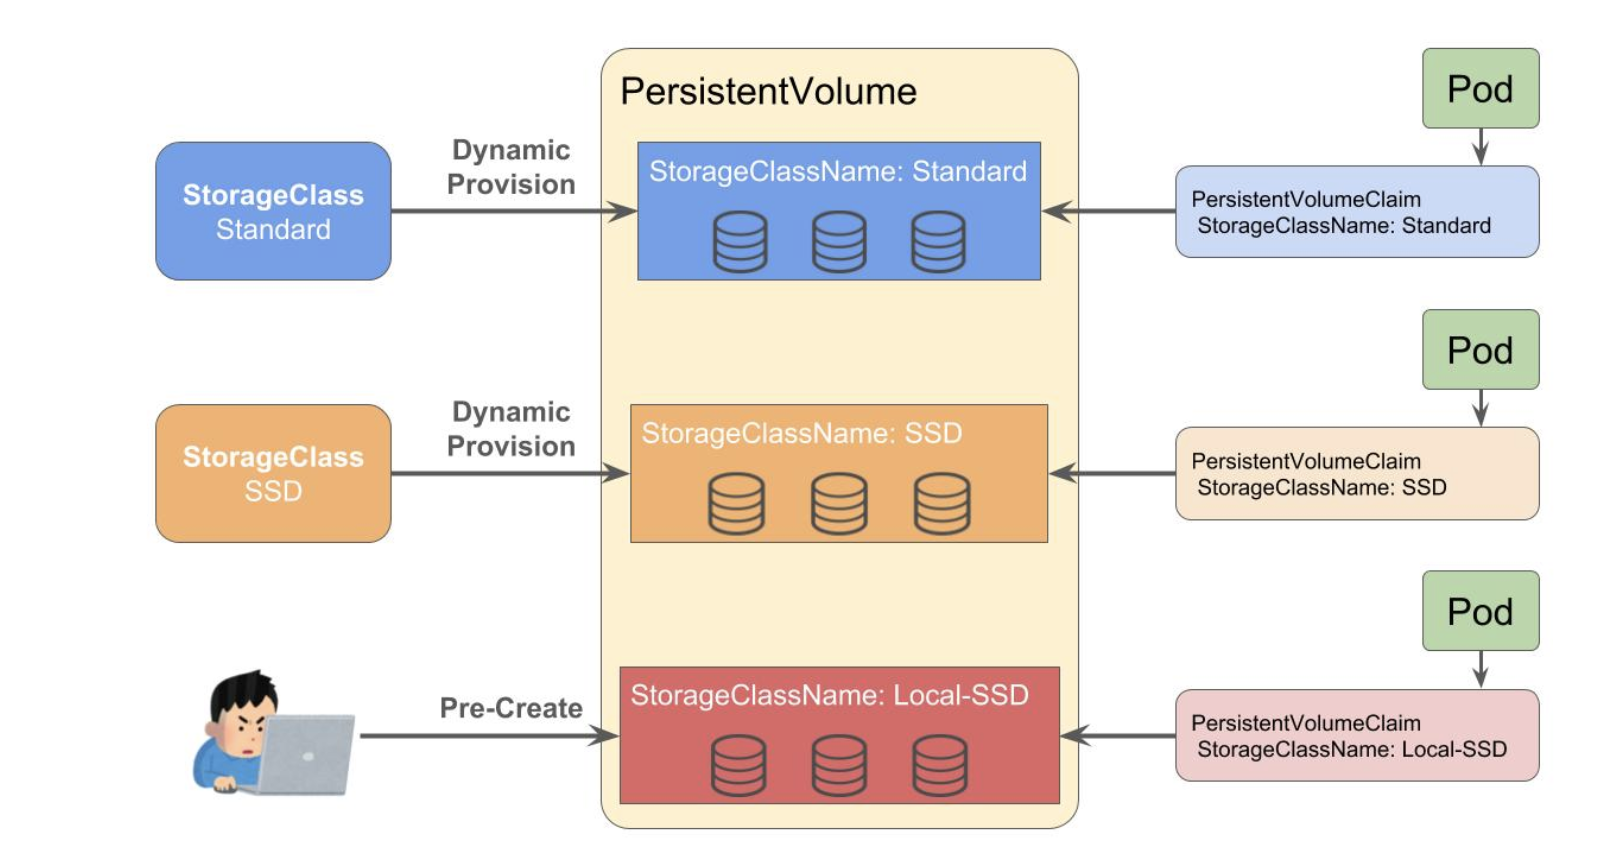 PersistentVolume
Pod
Dynamic
Provision
StorageClass
Standard
StorageClassName: Standard
PersistentVolumeClaim
StorageClassName: Standard
Pod
Dynamic
Provision
StorageClass
SSD
StorageClassName: SSD
PersistentVolumeClaim
StorageClassName: SSD
Pod
Pre-Create
StorageClassName: Local-SSD
PersistentVolumeClaim
StorageClassName: Local-SSD